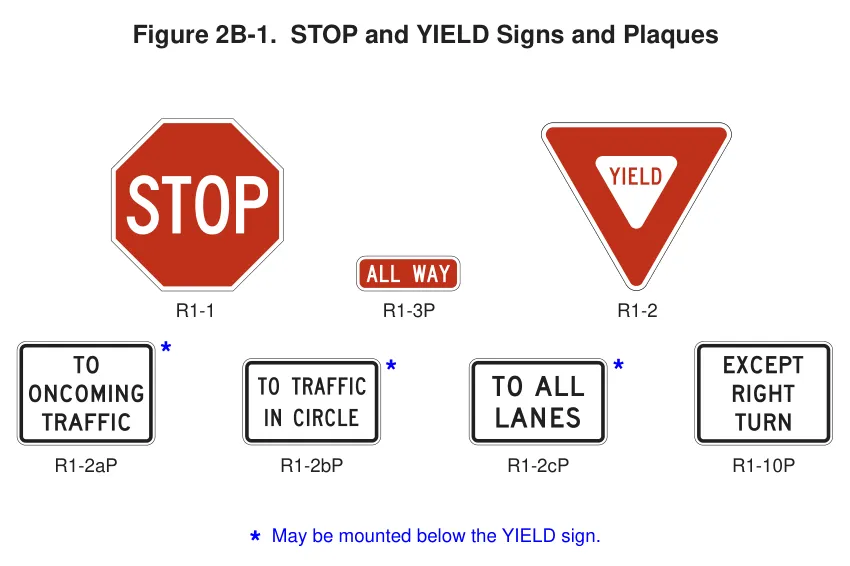 Figure 2B-1.  STOP and YIELD Signs and Plaques
STOP
R1-1
ALL WAY
R1-3P
YIELD
R1-2
TO
ONCOMING
TRAFFIC
*
R1-2aP
TO TRAFFIC
IN CIRCLE
*
R1-2bP
TO ALL
LANES
*
R1-2cP
EXCEPT
RIGHT
TURN
R1-10P
* May be mounted below the YIELD sign.